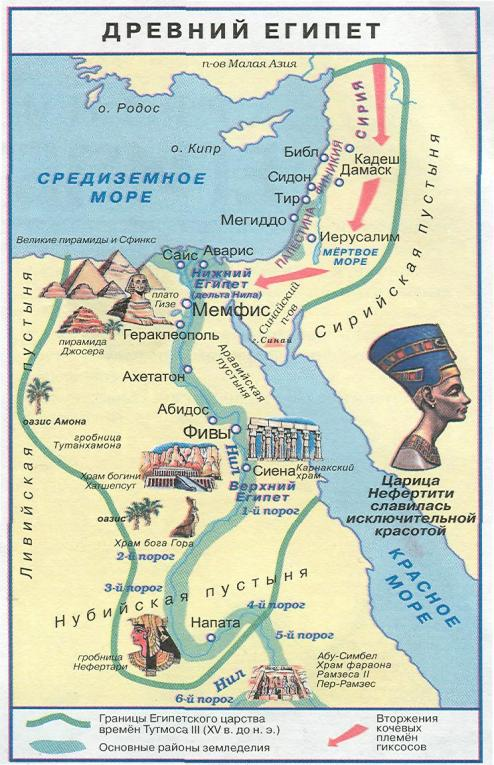 ДРЕВНИЙ ЕГИПЕТ
п-ов Малая Азия
о. Родос
о. Кипр
СРЕДИЗЕМНОЕ
МОРЕ
СИРИЯ
ФИНИКИЯ
ПАЛЕСТИНА
Библ
Кадеш
Дамаск
Сидон
Тир
Мегиддо
Иерусалим
МЁРТВОЕ
МОРЕ
Сирийская пустыня
Великие пирамиды и Сфинкс
Саис
Аварис
Нижний
Египет
(дельта Нила)
плато
Гизе
Мемфис
Синайский
п-ов
г. Синай
пирамида
Джосера
Гераклеополь
Аравийская
пустыня
Ахетатон
Ливийская пустыня
оазис Амона
Абидос
Фивы
гробница
Тутанхамона
Нил
Сиена
Карнакский
храм
Храм богини
Хатшепсут
Верхний
Египет
1-й порог
Царица
Нефертити
славилась
исключительной
красотой
оазис
Храм бога Гора
2-й порог
КРАСНОЕ
МОРЕ
3-й порог
Нубийская пустыня
4-й порог
Напата
5-й порог
гробница
Нефертари
Нил
Абу-Симбел
Храм фараона
Рамзеса II
Пер-Рамзес
6-й порог
Границы Египетского царства
времён Тутмоса III (XV в. до н. э.)
Основные районы земледелия
Вторжения
кочевых
племён
гиксосов